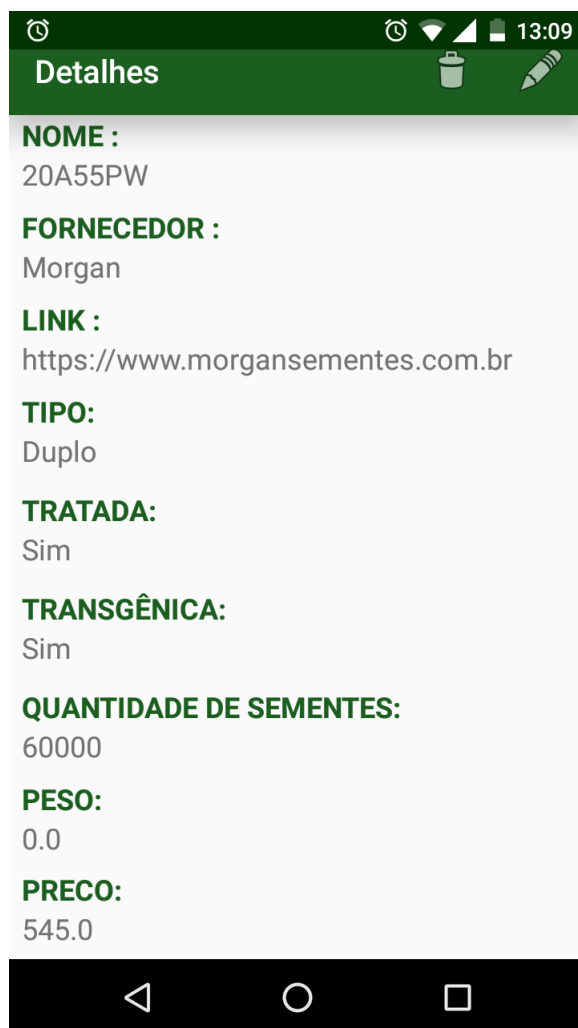 13:09
Detalhes
NOME :
20A55PW
FORNECEDOR :
Morgan
LINK :
https://www.morgansementes.com.br
TIPO:
Duplo
TRATADA:
Sim
TRANSGÊNICA:
Sim
QUANTIDADE DE SEMENTES:
60000
PESO:
0.0
PRECO:
545.0